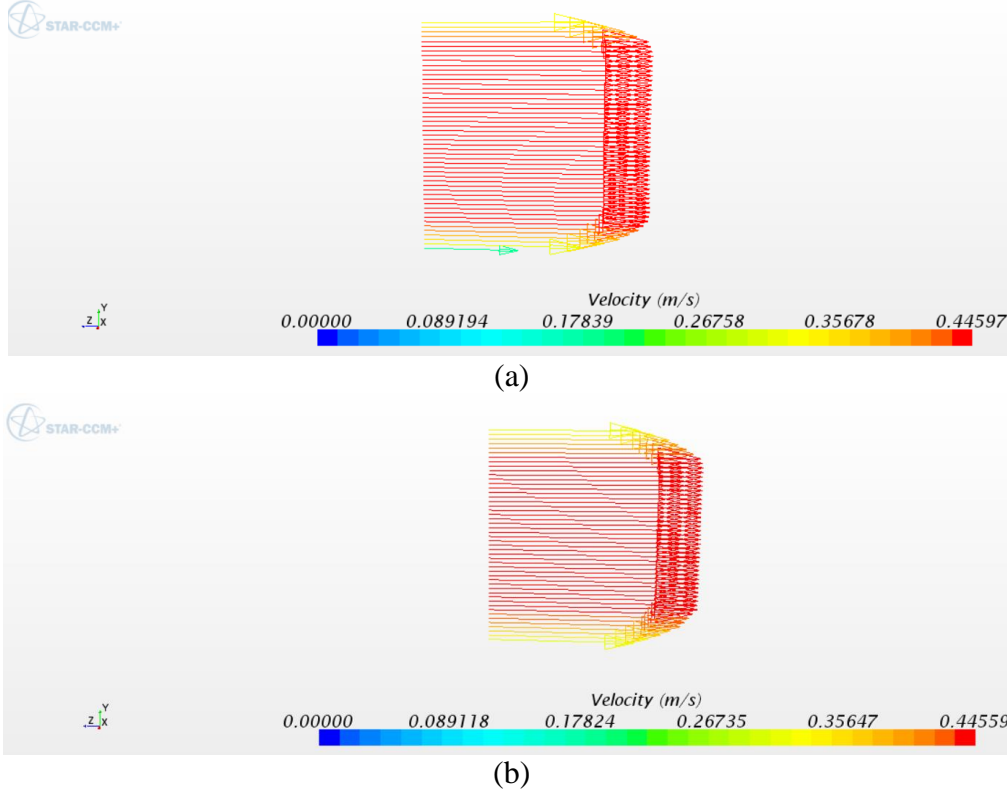 STAR-CCM+
Velocity (m/s)
Y
Z X
0.00000 0.089194 0.17839 0.26758 0.35678 0.44597
(a)
STAR-CCM+
Velocity (m/s)
Y
Z X
0.00000 0.089118 0.17824 0.26735 0.35647 0.44559
(b)